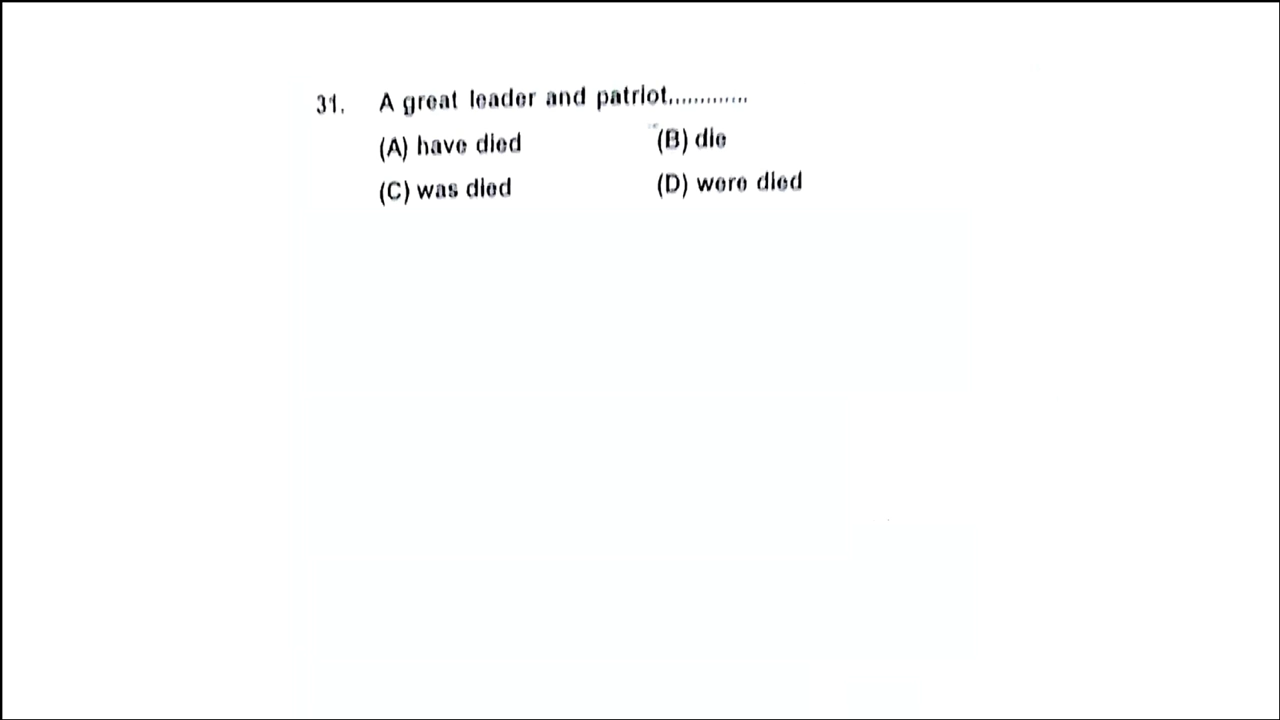 31. A great leader and patriot.............
(A) have died (B) die
(C) was died (D) were died